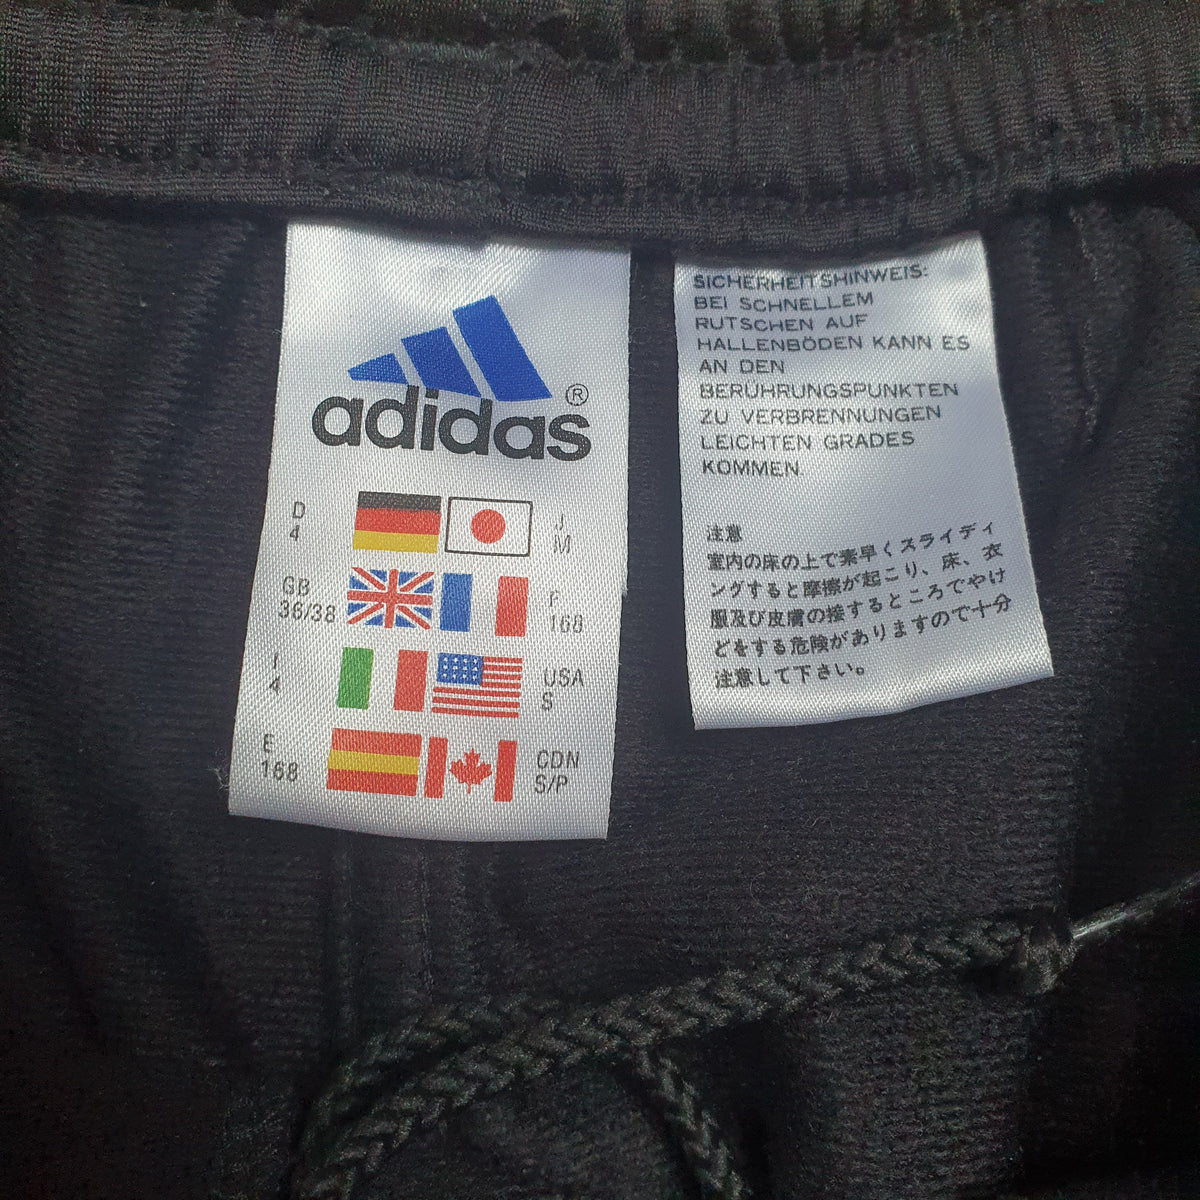 adidas®
D
4
J
M
GB
36/38
F
168
I
4
USA
S
E
168
CDN
S/P
SICHERHEITSHINWEIS:
BEI SCHNELLEM
RUTSCHEN AUF
HALLENBÖDEN KANN ES
AN DEN
BERÜHRUNGSPUNKTEN
ZU VERBRENNUNGEN
LEICHTEN GRADES
KOMMEN.
注意
室内の床の上で素早くスライディ
ングすると摩擦が起こり、床、衣
服及び皮膚の接するところでやけ
どをする危険がありますので十分
注意して下さい。